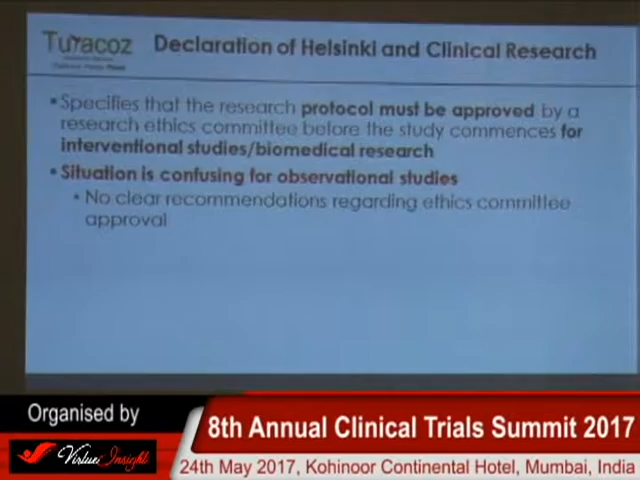 Turacoz
Declaration of Helsinki and Clinical Research
▪Specifies that the research protocol must be approved by a
research ethics committee before the study commences for
interventional studies/biomedical research
▪Situation is confusing for observational studies
▪ No clear recommendations regarding ethics committee
approval
Organised by
8th Annual Clinical Trials Summit 2017
Virtue Insight
24th May 2017, Kohinoor Continental Hotel, Mumbai, India